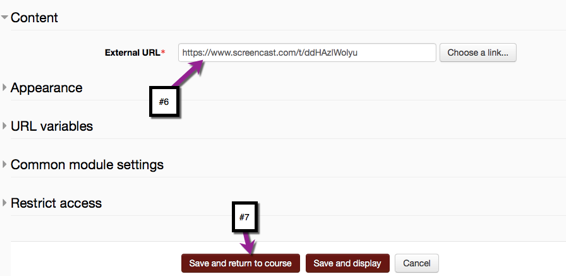 Content
External URL* https://www.screencast.com/t/ddHAzlWolyu Choose a link...
#6
Appearance
URL variables
Common module settings
Restrict access
#7
Save and return to course Save and display Cancel